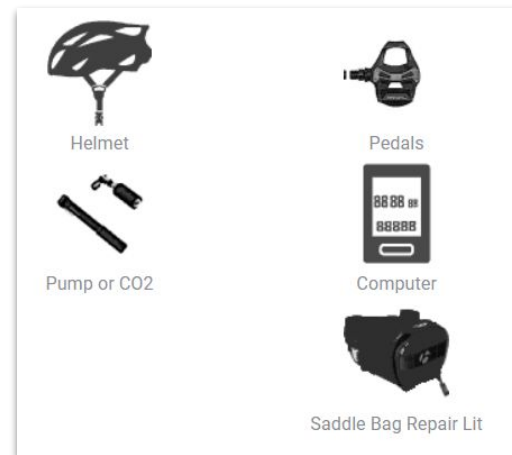 Helmet
Pedals
Pump or CO2
88:88 88
88888
Computer
Saddle Bag Repair Lit